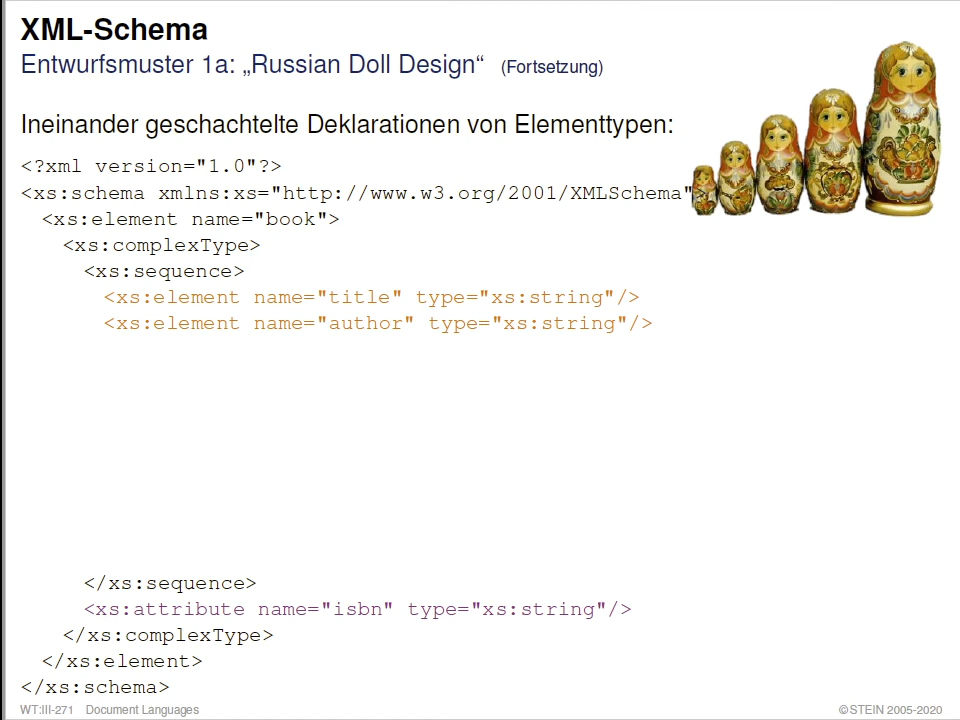 XML-Schema
Entwurfsmuster 1a: „Russian Doll Design“ (Fortsetzung)
Ineinander geschachtelte Deklarationen von Elementtypen:
<?xml version="1.0"?>
<xs:schema xmlns:xs="http://www.w3.org/2001/XMLSchema"
<xs:element name="book">
<xs:complexType>
<xs:sequence>
<xs:element name="title" type="xs:string"/>
<xs:element name="author" type="xs:string"/>
</xs:sequence>
<xs:attribute name="isbn" type="xs:string"/>
</xs:complexType>
</xs:element>
</xs:schema>
WT:III-271 Document Languages
©STEIN 2005-2020